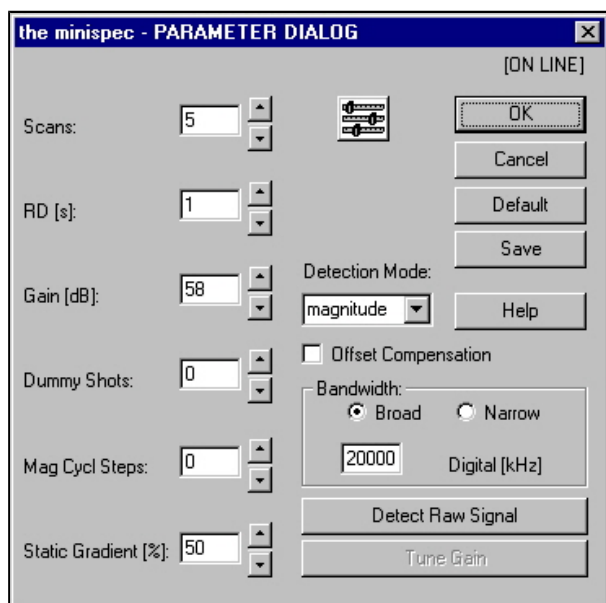 the minispec - PARAMETER DIALOG
[ON LINE]
Scans: 5
OK
Cancel
RD [s]: 1
Default
Save
Gain [dB]: 58
Detection Mode:
magnitude
Help
Offset Compensation
Dummy Shots: 0
Bandwidth:
Broad Narrow
20000 Digital [kHz]
Mag Cycl Steps: 0
Detect Raw Signal
Static Gradient [%]: 50
Tune Gain